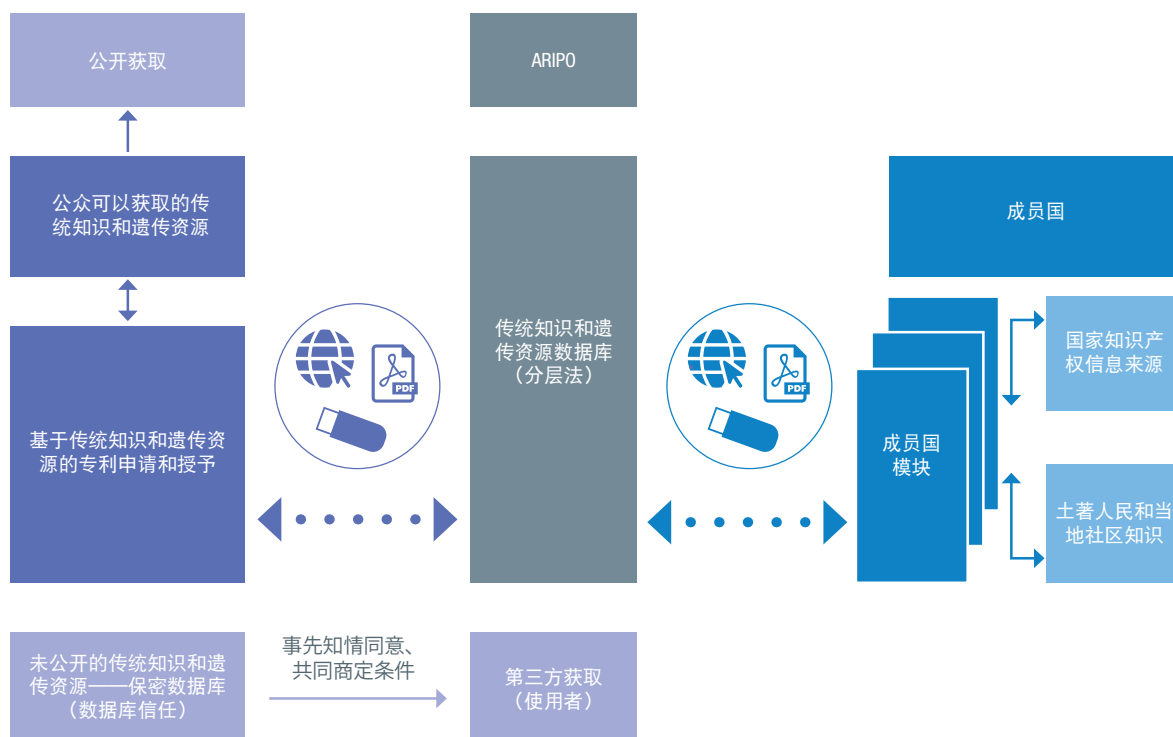 公开获取
ARIPO
公众可以获取的传
统知识和遗传资源
成员国
基于传统知识和遗传资
源的专利申请和授予
PDF
传统知识和遗
传资源数据库
（分层法）
PDF
成员国
模块
国家知识产
权信息来源
土著人民和当
地社区知识
未公开的传统知识和遗
传资源——保密数据库
（数据库信任）
事先知情同意、
共同商定条件
第三方获取
（使用者）